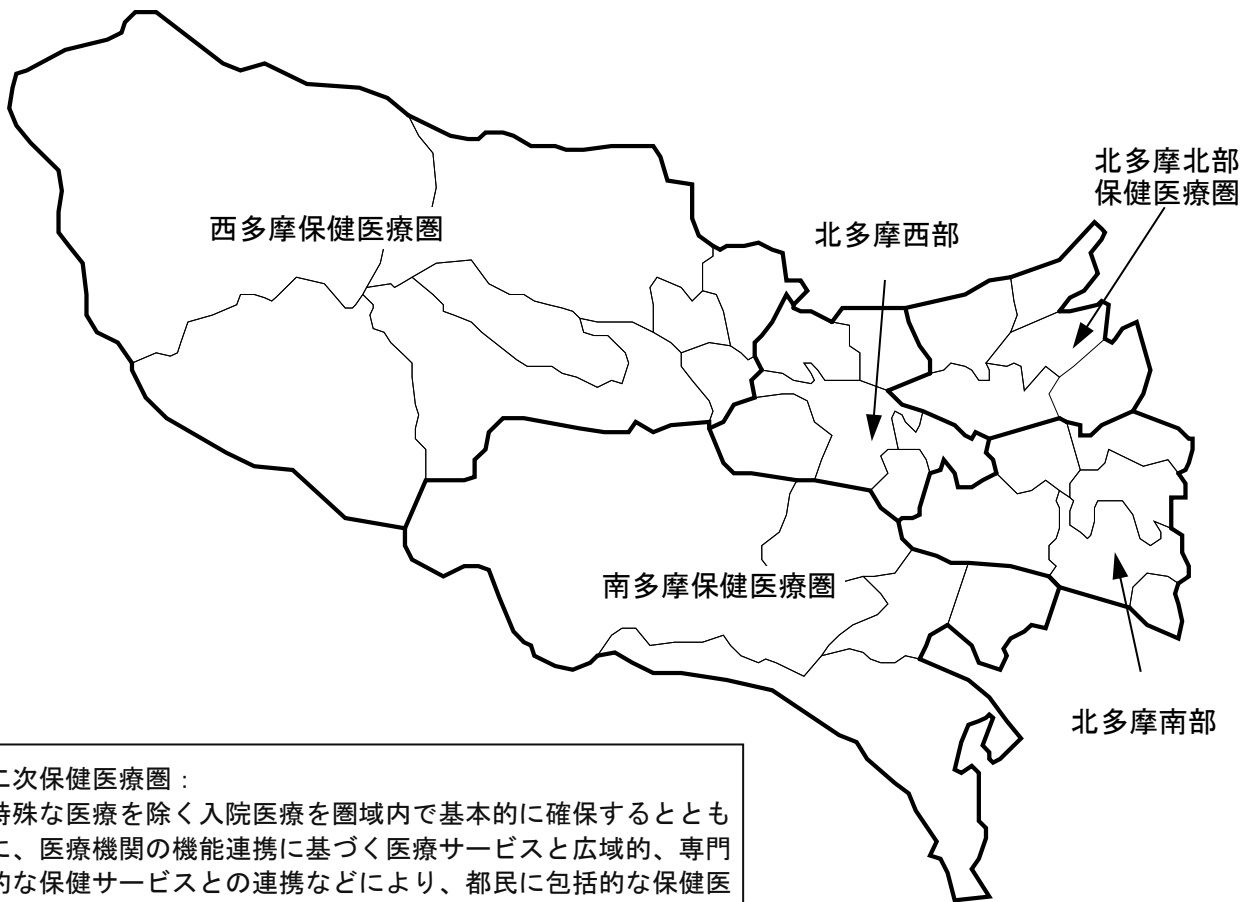 北多摩北部
保健医療圏
西多摩保健医療圏
北多摩西部
南多摩保健医療圏
北多摩南部
二次保健医療圏：
特殊な医療を除く入院医療を圏域内で基本的に確保するととも
に、医療機関の機能連携に基づく医療サービスと広域的、専門
的な保健サービスとの連携などにより、都民に包括的な保健医